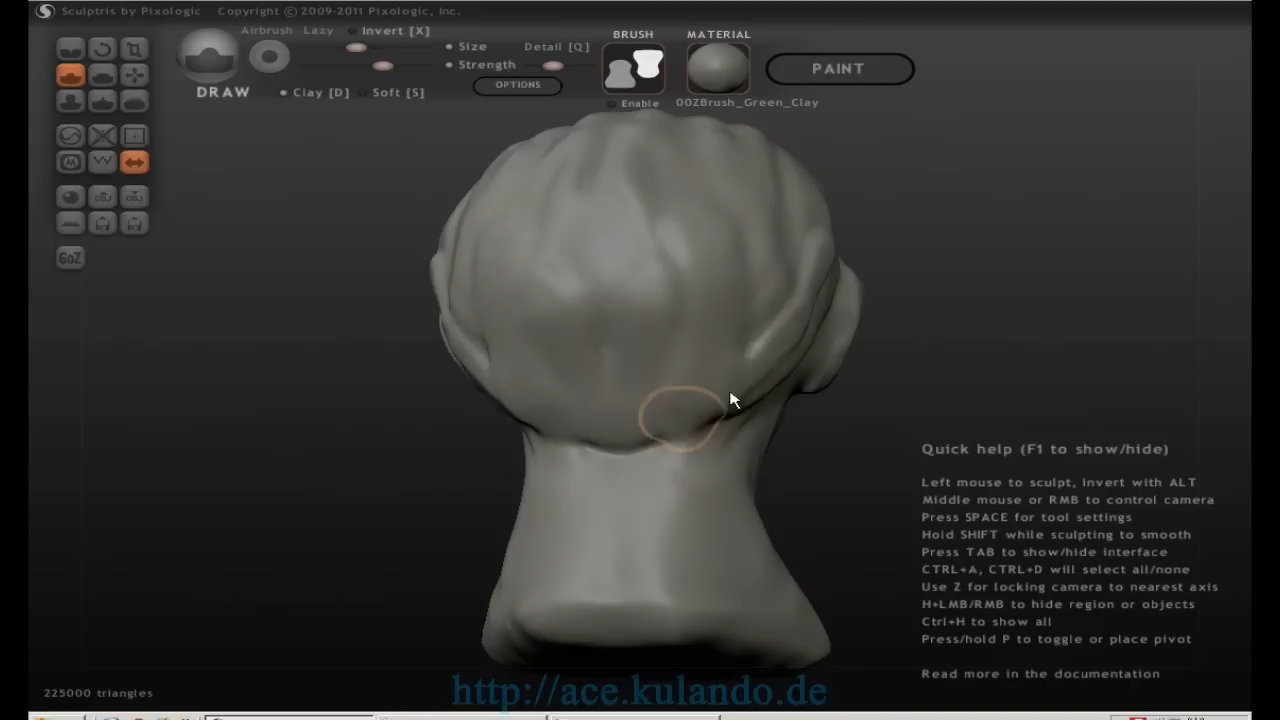 Sculptris by Pixologic Copyright © 2009-2011 Pixologic, Inc.
Airbrush Lazy Invert [X]
Size
Detail [Q]
Strength
OPTIONS
DRAW
Clay [D] Soft [S]
BRUSH
Enable
MATERIAL
00ZBrush_Green_Clay
PAINT
OBJ OBJ
GoZ
Quick help (F1 to show/hide)
Left mouse to sculpt, invert with ALT
Middle mouse or RMB to control camera
Press SPACE for tool settings
Hold SHIFT while sculpting to smooth
Press TAB to show/hide interface
CTRL+A, CTRL+D will select all/none
Use Z for locking camera to nearest axis
H+LMB/RMB to hide region or objects
Ctrl+H to show all
Press/hold P to toggle or place pivot
Read more in the documentation
225000 triangles
http://ace.kulando.de